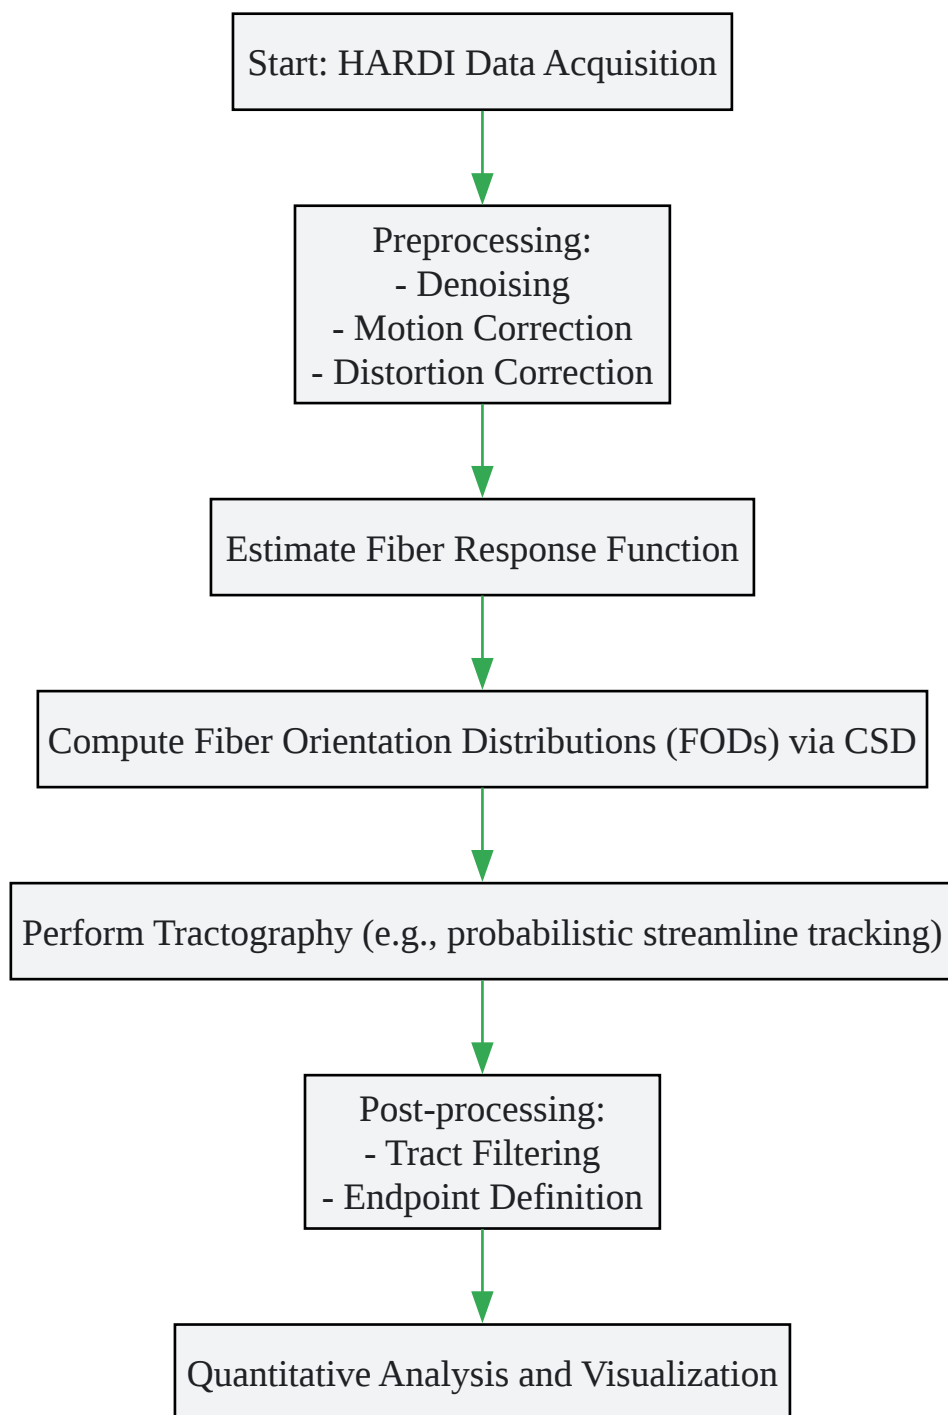 Start: HARDI Data Acquisition
Preprocessing:
- Denoising
- Motion Correction
- Distortion Correction
Estimate Fiber Response Function
Compute Fiber Orientation Distributions (FODs) via CSD
Perform Tractography (e.g., probabilistic streamline tracking)
Post-processing:
- Tract Filtering
- Endpoint Definition
Quantitative Analysis and Visualization